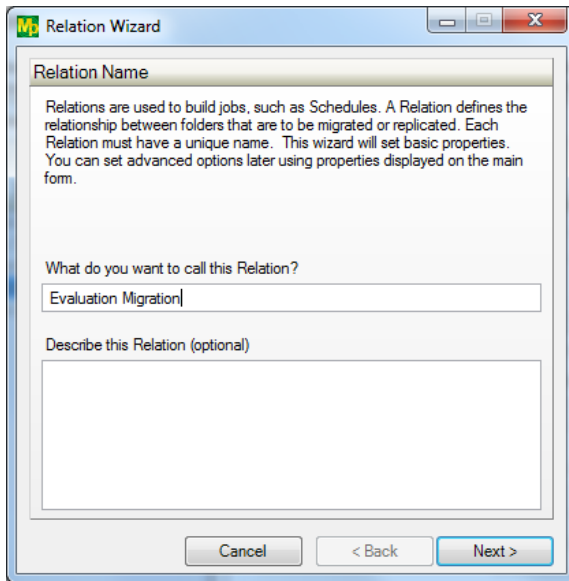 Mp Relation Wizard
Relation Name
Relations are used to build jobs, such as Schedules. A Relation defines the
relationship between folders that are to be migrated or replicated. Each
Relation must have a unique name.  This wizard will set basic properties.
You can set advanced options later using properties displayed on the main
form.
What do you want to call this Relation?
Evaluation Migration
Describe this Relation (optional)
Cancel
< Back
Next >